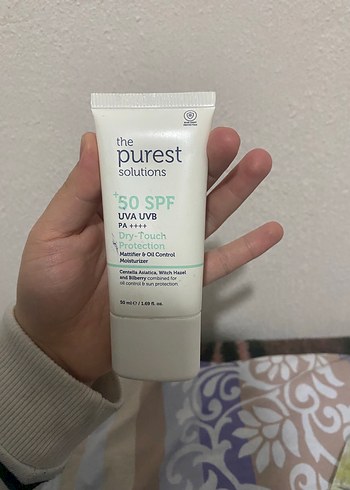 the
purest
solutions
+50 SPF
UVA UVB
PA ++++
Dry-Touch
Protection
Mattifier & Oil Control
Moisturizer
Centella Asiatica, Witch Hazel
and Bilberry combined for
oil control & sun protection.
50 ml ℮ / 1.69 fl. oz.